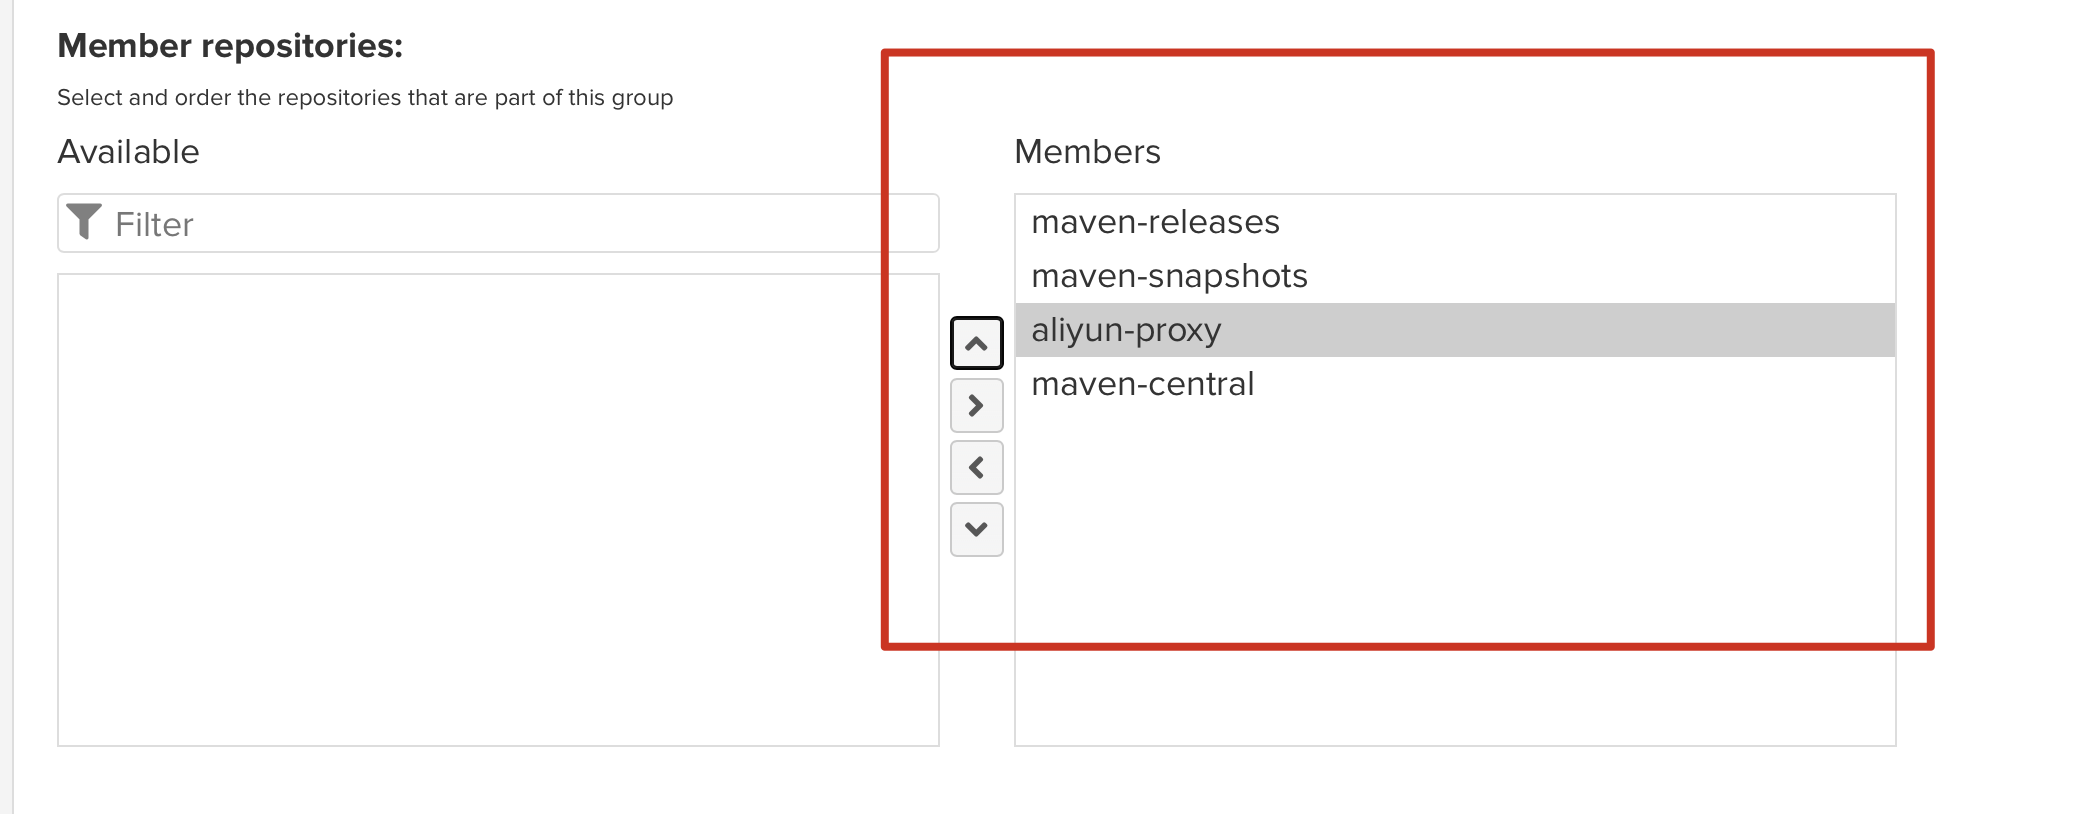 Member repositories:
Select and order the repositories that are part of this group
Available
Filter
Members
maven-releases
maven-snapshots
aliyun-proxy
maven-central